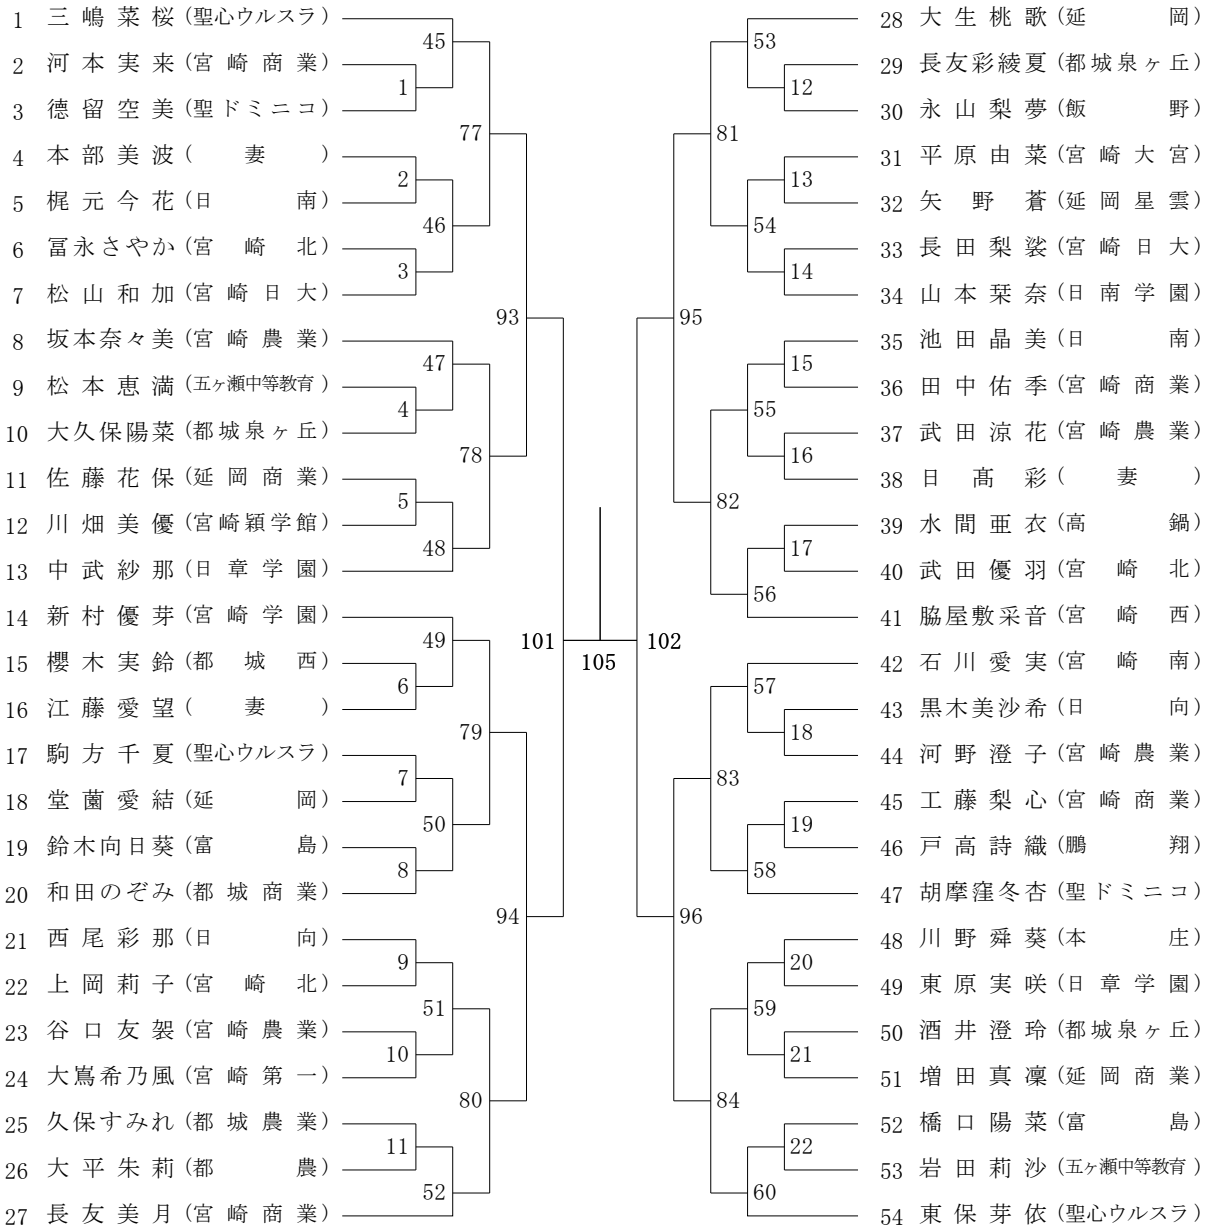 1 三嶋菜桜(聖心ウルスラ)
45
2 河本実来(宮崎商業)
1
3 德留空美(聖ドミニコ)
77
4 本部美波(妻)
2
5 梶元今花(日南)
46
6 冨永さやか(宮崎北)
3
7 松山和加(宮崎日大)
93
8 坂本奈々美(宮崎農業)
47
9 松本恵満(五ヶ瀬中等教育)
4
10 大久保陽菜(都城泉ヶ丘)
78
11 佐藤花保(延岡商業)
5
12 川畑美優(宮崎穎学館)
48
13 中武紗那(日章学園)
14 新村優芽(宮崎学園)
49
101
15 櫻木実鈴(都城西)
6
16 江藤愛望(妻)
79
17 駒方千夏(聖心ウルスラ)
7
18 堂薗愛結(延岡)
50
19 鈴木向日葵(富島)
8
20 和田のぞみ(都城商業)
94
21 西尾彩那(日向)
9
22 上岡莉子(宮崎北)
51
23 谷口友袈(宮崎農業)
10
24 大嶌希乃風(宮崎第一)
80
25 久保すみれ(都城農業)
11
26 大平朱莉(都農)
52
27 長友美月(宮崎商業)
105
28 大生桃歌(延岡)
53
29 長友彩綾夏(都城泉ヶ丘)
12
30 永山梨夢(飯野)
81
31 平原由菜(宮崎大宮)
13
32 矢野蒼(延岡星雲)
54
33 長田梨裟(宮崎日大)
14
34 山本栞奈(日南学園)
95
35 池田晶美(日南)
15
36 田中佑季(宮崎商業)
55
37 武田涼花(宮崎農業)
16
38 日髙彩(妻)
82
39 水間亜衣(高鍋)
17
40 武田優羽(宮崎北)
56
41 脇屋敷采音(宮崎西)
102
42 石川愛実(宮崎南)
57
43 黒木美沙希(日向)
18
44 河野澄子(宮崎農業)
83
45 工藤梨心(宮崎商業)
19
46 戸高詩織(鵬翔)
58
47 胡摩窪冬杏(聖ドミニコ)
96
48 川野舜葵(本庄)
20
49 東原実咲(日章学園)
59
50 酒井澄玲(都城泉ヶ丘)
21
51 増田真凜(延岡商業)
84
52 橋口陽菜(富島)
22
53 岩田莉沙(五ヶ瀬中等教育)
60
54 東保芽依(聖心ウルスラ)